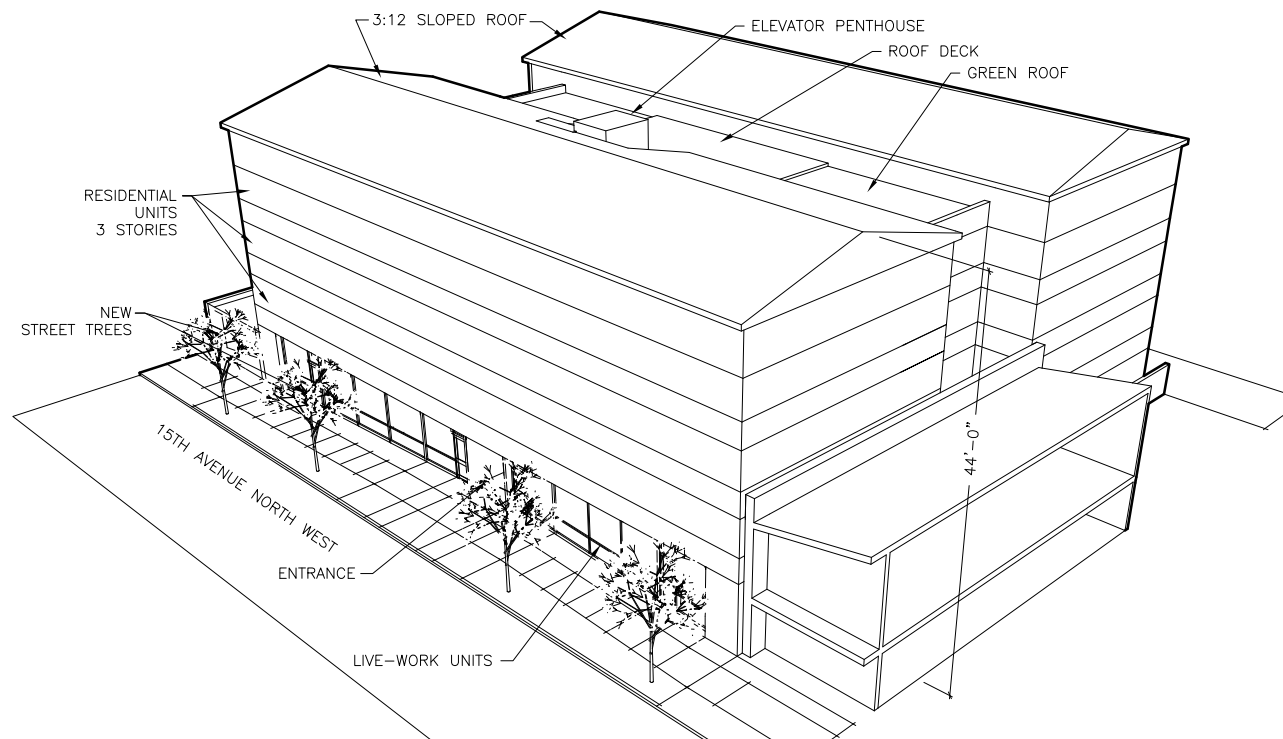 3:12 SLOPED ROOF
ELEVATOR PENTHOUSE
ROOF DECK
GREEN ROOF
RESIDENTIAL
UNITS
3 STORIES
NEW
STREET TREES
15TH AVENUE NORTH WEST
44'-0"
ENTRANCE
LIVE-WORK UNITS